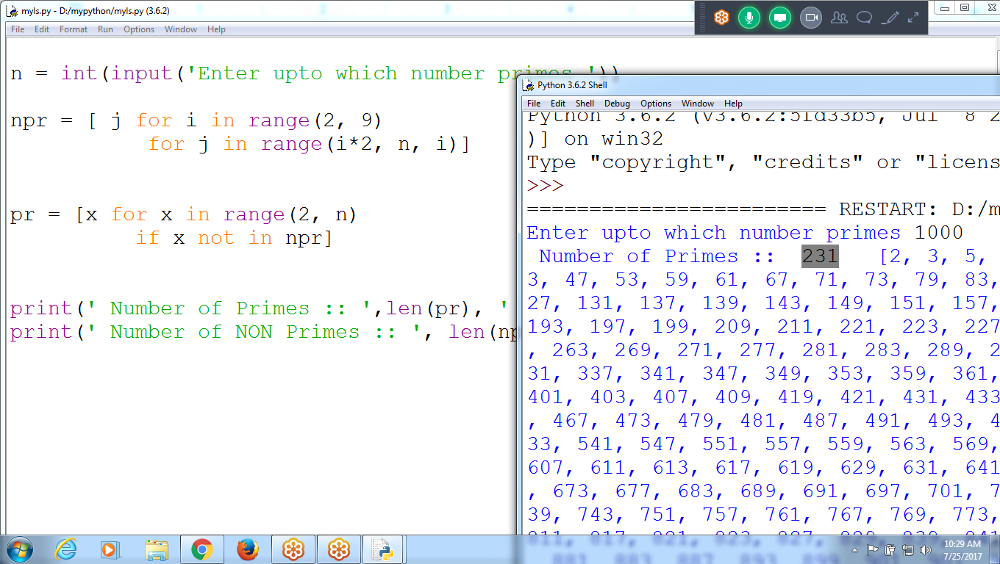 myls.py - D:/mypython/myls.py (3.6.2)
File Edit Format Run Options Window Help
n = int(input('Enter upto which number primes '))
npr = [ j for i in range(2, 9)
for j in range(i*2, n, i)]
pr = [x for x in range(2, n)
if x not in npr]
print(' Number of Primes :: ',len(pr), '
print(' Number of NON Primes :: ', len(np
Python 3.6.2 Shell
File Edit Shell Debug Options Window Help
Python 3.6.2 (v3.6.2:5fd33b5, Jul 8 2
)] on win32
Type "copyright", "credits" or "licens
>>>
======================== RESTART: D:/m
Enter upto which number primes 1000
Number of Primes :: 231 [2, 3, 5,
3, 47, 53, 59, 61, 67, 71, 73, 79, 83,
27, 131, 137, 139, 143, 149, 151, 157,
193, 197, 199, 209, 211, 221, 223, 227
, 263, 269, 271, 277, 281, 283, 289, 2
31, 337, 341, 347, 349, 353, 359, 361,
401, 403, 407, 409, 419, 421, 431, 433
, 467, 473, 479, 481, 487, 491, 493, 4
33, 541, 547, 551, 557, 559, 563, 569,
607, 611, 613, 617, 619, 629, 631, 641
, 673, 677, 683, 689, 691, 697, 701, 7
39, 743, 751, 757, 761, 767, 769, 773,
10:29 AM
7/25/2017